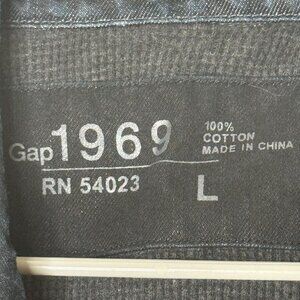 Gap 1969
RN 54023
100%
COTTON
MADE IN CHINA
L